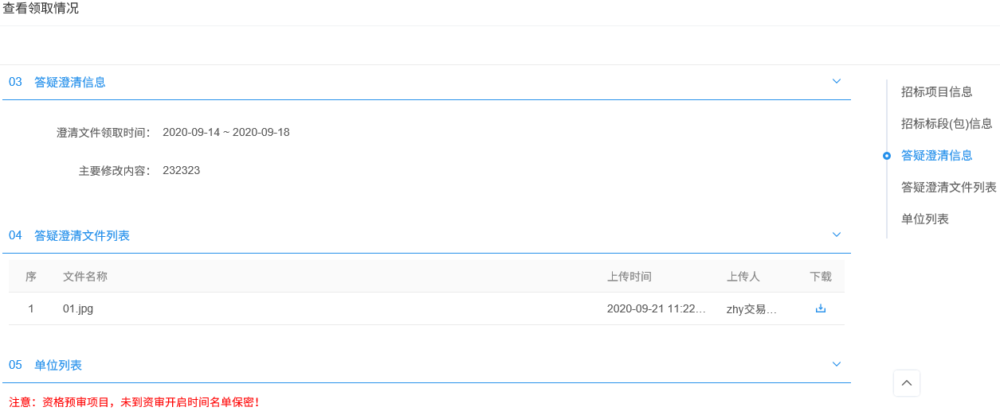 查看领取情况
03 答疑澄清信息
澄清文件领取时间： 2020-09-14 ~ 2020-09-18
主要修改内容： 232323
04 答疑澄清文件列表
序 文件名称 上传时间 上传人 下载
1 01.jpg 2020-09-21 11:22... zhy交易...
05 单位列表
注意：资格预审项目，未到资审开启时间名单保密！
招标项目信息
招标标段(包)信息
答疑澄清信息
答疑澄清文件列表
单位列表